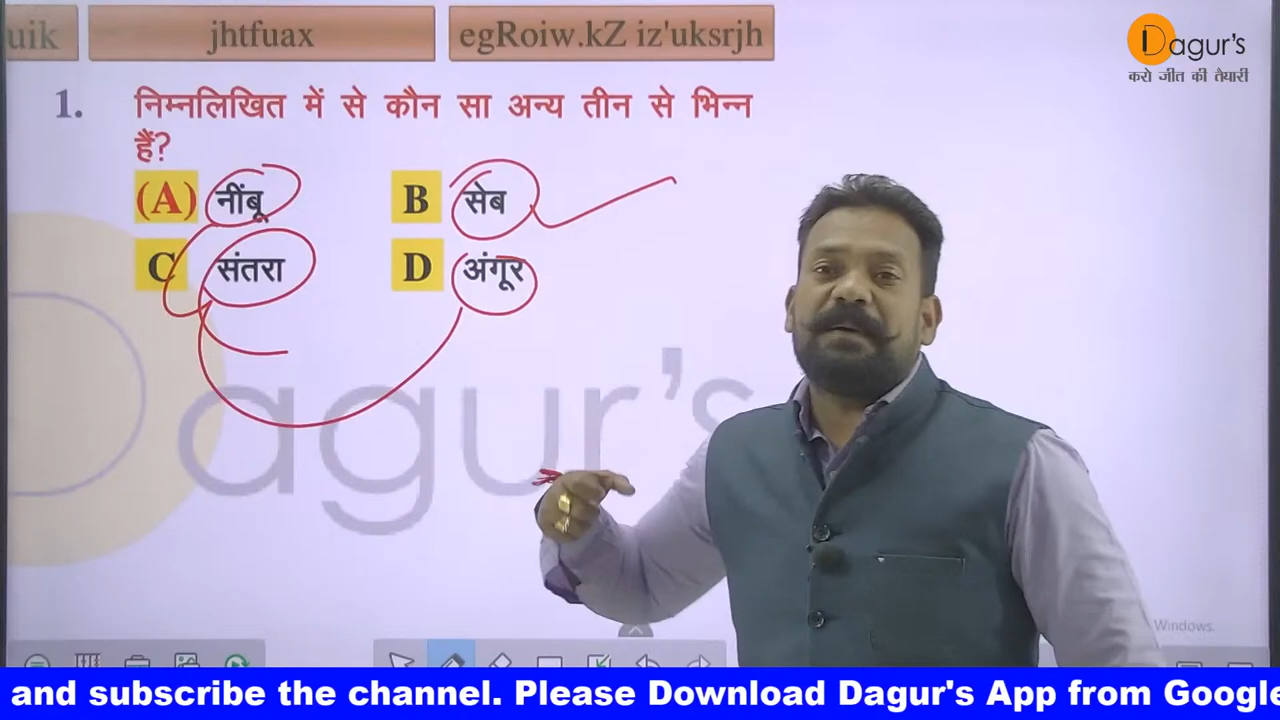 uik jhtfuax egRoiw.kZ iz'uksrjh
Dagur's
करो जीत की तैयारी
1. निम्नलिखित में से कौन सा अन्य तीन से भिन्न
हैं?
(A) नींबू B सेब
C संतरा D अंगूर
Dagur's
Windows.
and subscribe the channel. Please Download Dagur's App from Google